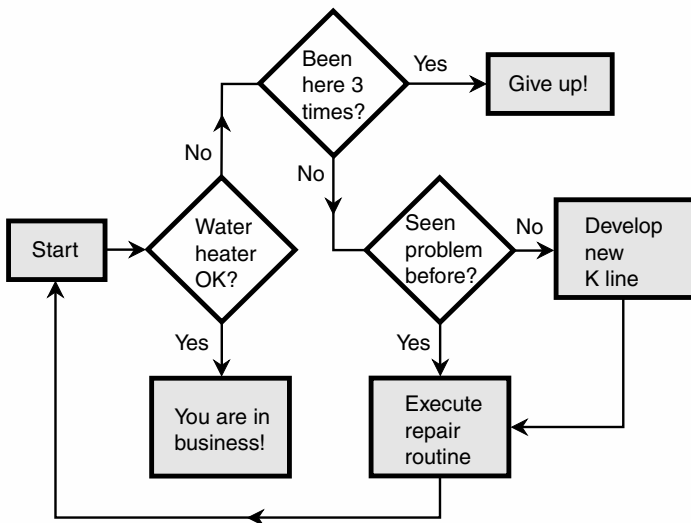 Been
here 3
times?
Yes
Give up!
No
No
Start
Water
heater
OK?
Seen
problem
before?
No
Develop
new
K line
Yes
Yes
You are in
business!
Execute
repair
routine